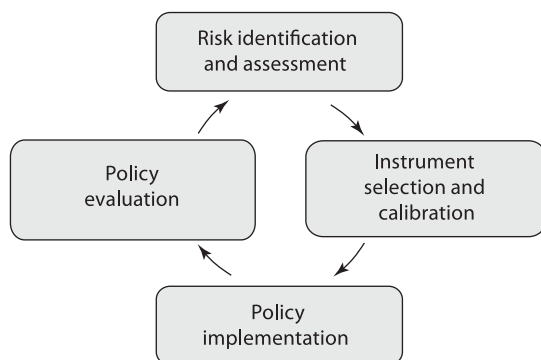 Risk identification
and assessment
Instrument
selection and
calibration
Policy
implementation
Policy
evaluation